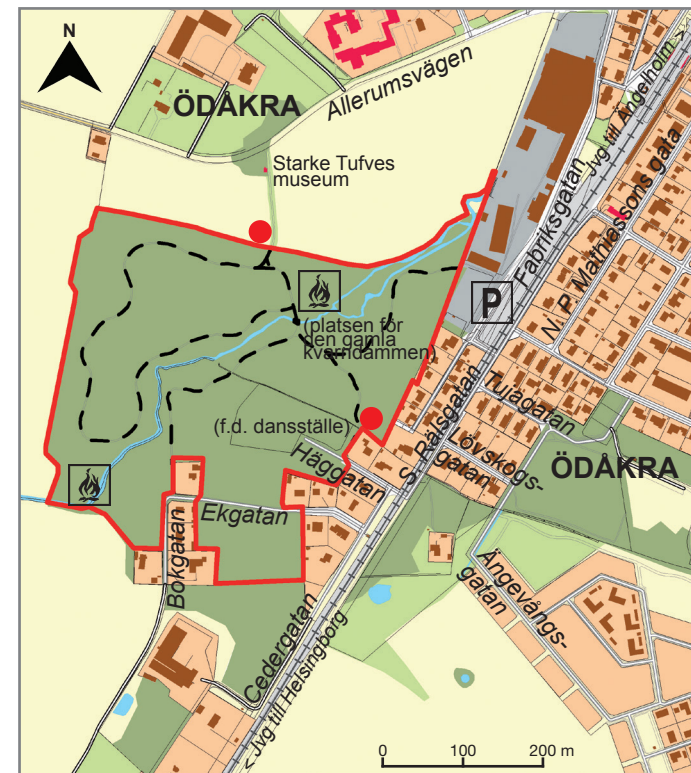 N
ÖDÅKRA
Allerumsvägen
Starke Tufves
museum
Jvg till Ängelholm >
Fabriksgatan
N. P. Mathiassons gata
P
(platsen för
den gamla
kvarndammen)
(f.d. dansställe)
S. Rälsgatan
Tujagatan
Lövskogs-
gatan
ÖDÅKRA
Häggatan
Ekgatan
Bokgatan
Ängevångs-
gatan
Cedergatan
< Jvg till Helsingborg
0 100 200 m